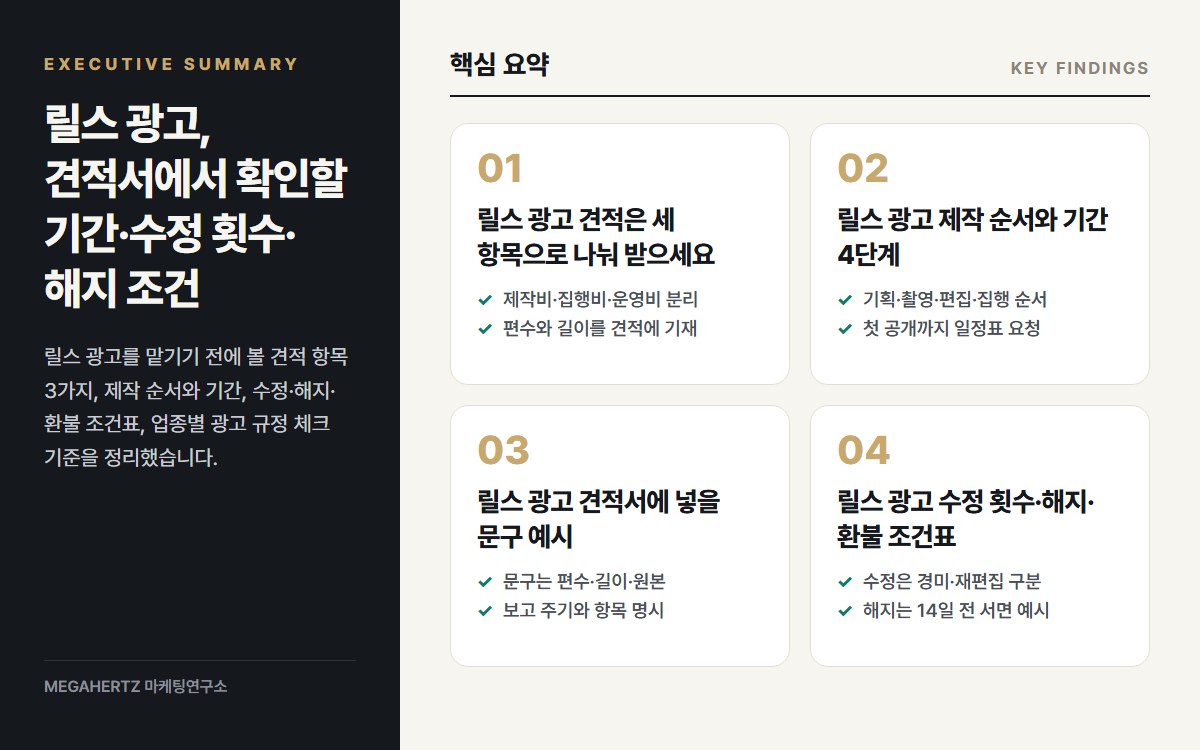 EXECUTIVE SUMMARY
릴스 광고,
견적서에서 확인할
기간·수정 횟수·
해지 조건
릴스 광고를 맡기기 전에 볼 견적 항목
3가지, 제작 순서와 기간, 수정·해지·
환불 조건표, 업종별 광고 규정 체크
기준을 정리했습니다.
MEGAHERTZ 마케팅연구소
핵심 요약
KEY FINDINGS
01
릴스 광고 견적은 세
항목으로 나눠 받으세요
✓ 제작비·집행비·운영비 분리
✓ 편수와 길이를 견적에 기재
02
릴스 광고 제작 순서와 기간
4단계
✓ 기획·촬영·편집·집행 순서
✓ 첫 공개까지 일정표 요청
03
릴스 광고 견적서에 넣을
문구 예시
✓ 문구는 편수·길이·원본
✓ 보고 주기와 항목 명시
04
릴스 광고 수정 횟수·해지·
환불 조건표
✓ 수정은 경미·재편집 구분
✓ 해지는 14일 전 서면 예시